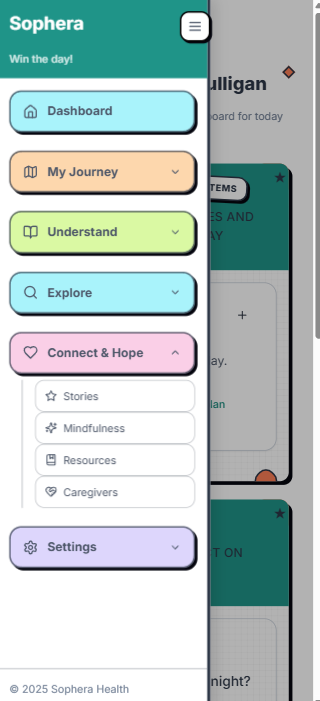 Sophera
Win the day!
Dashboard
My Journey
Understand
Explore
Connect & Hope
Stories
Mindfulness
Resources
Caregivers
Settings
© 2025 Sophera Health
ulligan
board for today
TEMS
ES AND
AY
+
ay.
lan
T ON
night?